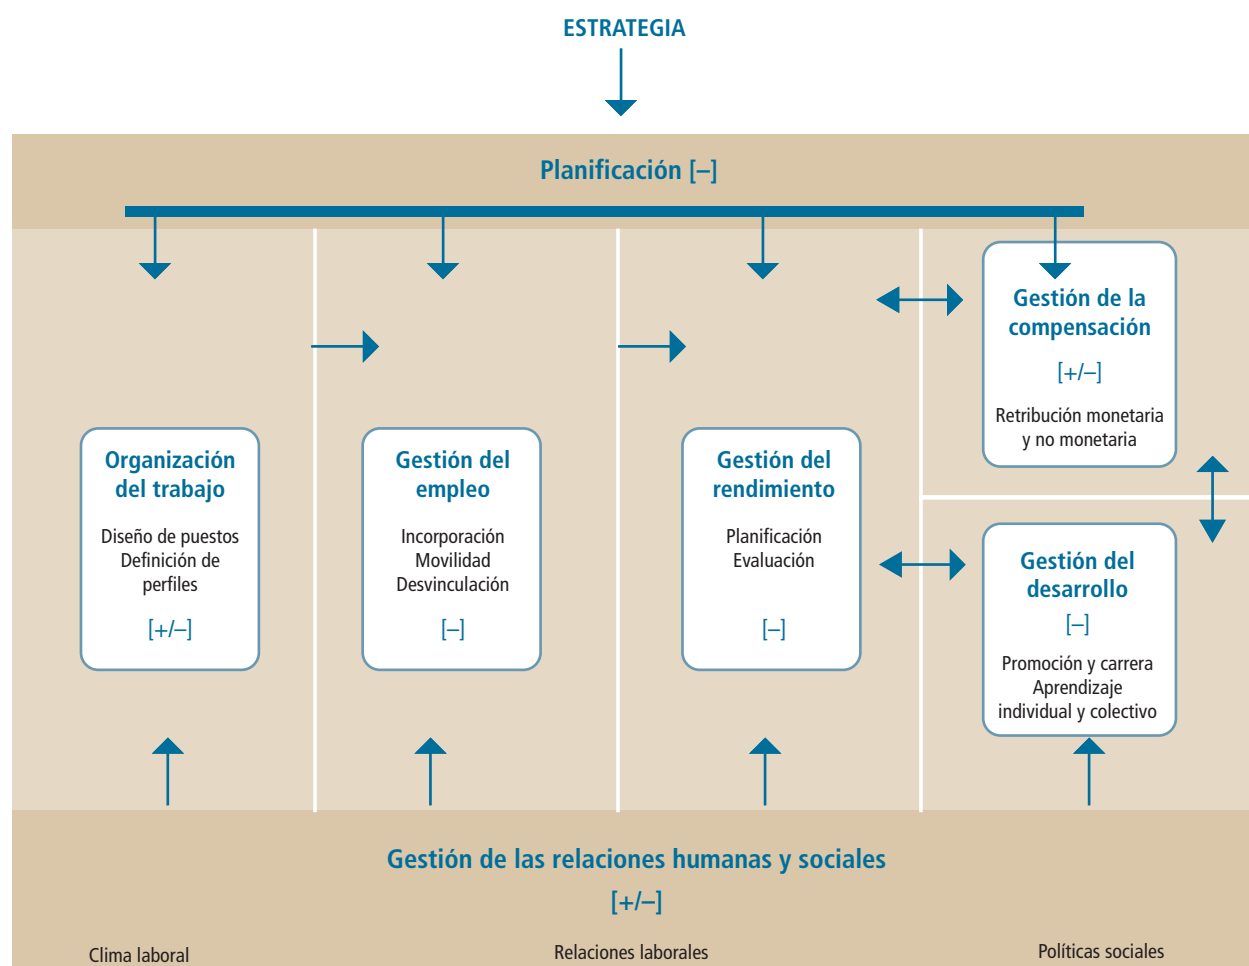 ESTRATEGIA
Planificación [–]
Organización
del trabajo
Diseño de puestos
Definición de
perfiles
[+/–]
Gestión del
empleo
Incorporación
Movilidad
Desvinculación
[–]
Gestión del
rendimiento
Planificación
Evaluación
[–]
Gestión de la
compensación
[+/–]
Retribución monetaria
y no monetaria
Gestión del
desarrollo
[–]
Promoción y carrera
Aprendizaje
individual y colectivo
Gestión de las relaciones humanas y sociales
[+/–]
Clima laboral
Relaciones laborales
Políticas sociales